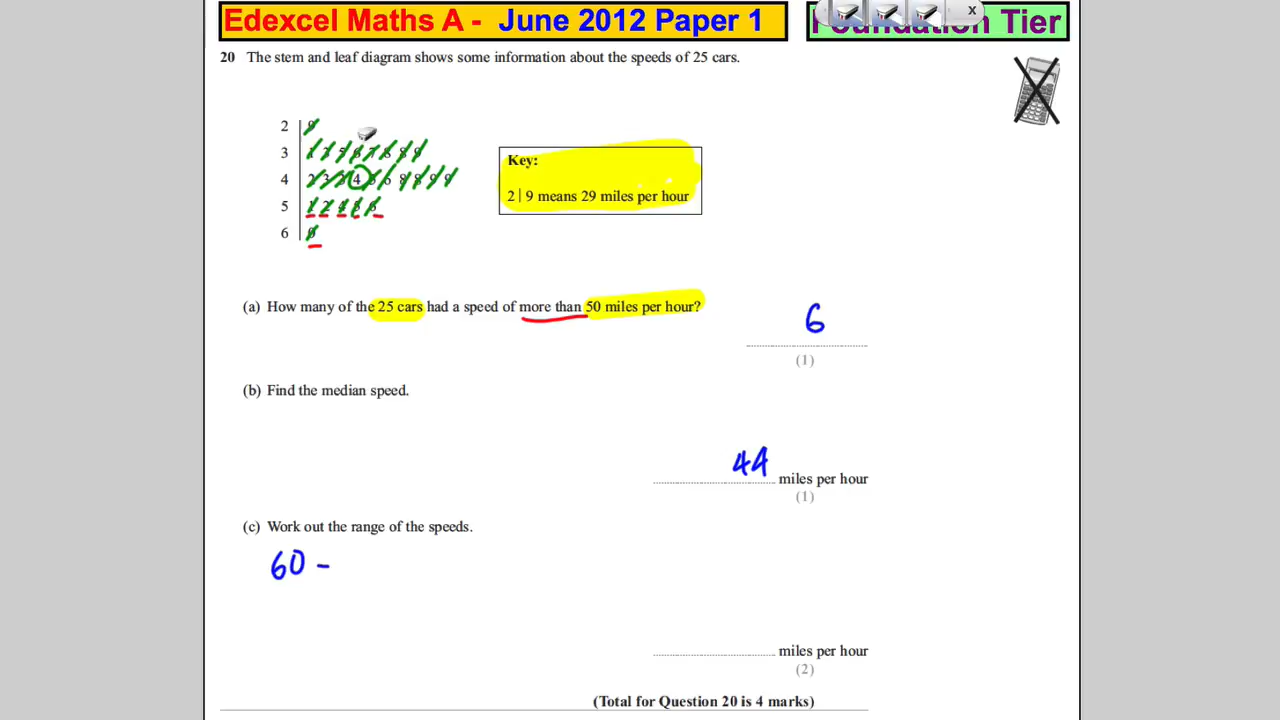 Edexcel Maths A - June 2012 Paper 1
Foundation Tier
x
20 The stem and leaf diagram shows some information about the speeds of 25 cars.
2 | 9
3 | 1 3 5 6 7 8 8 9
4 | 2 3 3 4 5 6 8 8 9 9
5 | 1 2 4
6 | 0
Key:
2 | 9 means 29 miles per hour
(a) How many of the 25 cars had a speed of more than 50 miles per hour?
6
(1)
(b) Find the median speed.
44 miles per hour
(1)
(c) Work out the range of the speeds.
60 -
miles per hour
(2)
(Total for Question 20 is 4 marks)